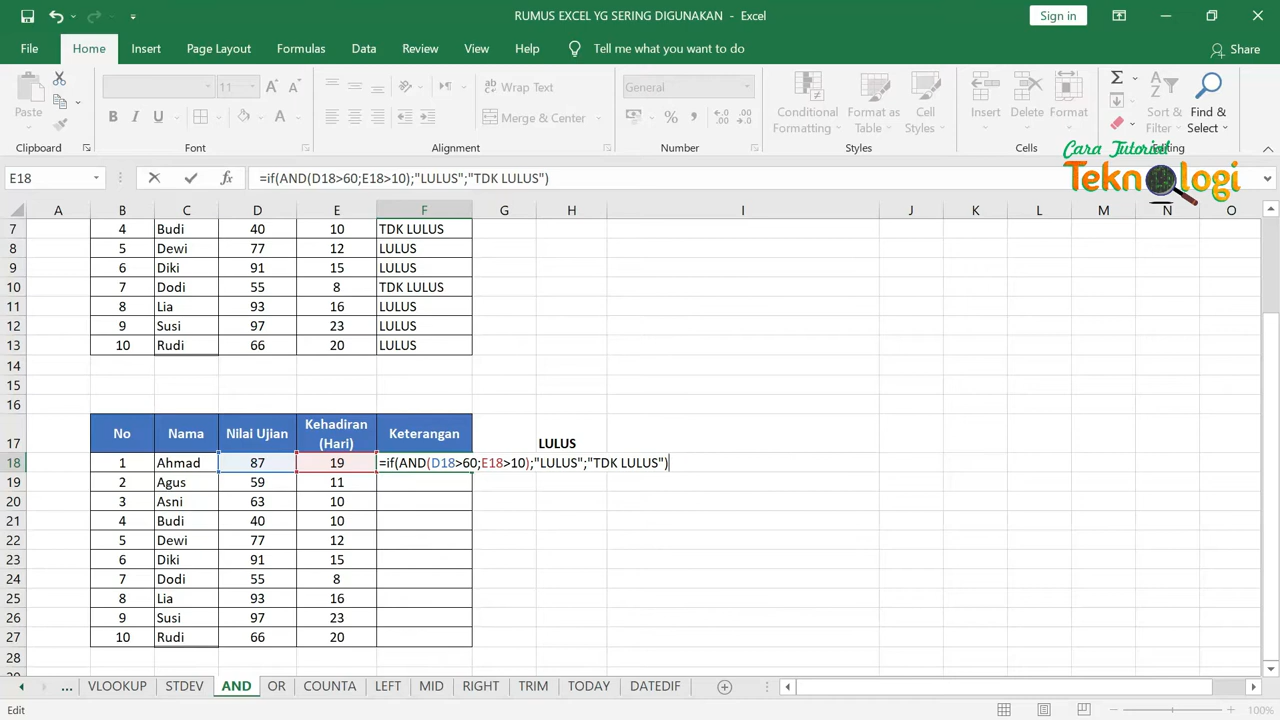 RUMUS EXCEL YG SERING DIGUNAKAN - Excel
Sign in
File Home Insert Page Layout Formulas Data Review View Help Tell me what you want to do Share
Paste
11
B I U
Wrap Text
Merge & Center
General
Conditional Formatting
Format as Table
Cell Styles
Insert Delete Format
Sort & Filter
Find & Select
Clipboard Font Alignment Number Styles Cells Editing
Cara Tutorial
Teknologi
E18 fx =if(AND(D18>60;E18>10);"LULUS";"TDK LULUS")
A B C D E F G H I J K L M N O
7 4 Budi 40 10 TDK LULUS
8 5 Dewi 77 12 LULUS
9 6 Diki 91 15 LULUS
10 7 Dodi 55 8 TDK LULUS
11 8 Lia 93 16 LULUS
12 9 Susi 97 23 LULUS
13 10 Rudi 66 20 LULUS
14
15
16
17 No Nama Nilai Ujian Kehadiran (Hari) Keterangan LULUS
18 1 Ahmad 87 19 =if(AND(D18>60;E18>10);"LULUS";"TDK LULUS")
19 2 Agus 59 11
20 3 Asni 63 10
21 4 Budi 40 10
22 5 Dewi 77 12
23 6 Diki 91 15
24 7 Dodi 55 8
25 8 Lia 93 16
26 9 Susi 97 23
27 10 Rudi 66 20
28
... VLOOKUP STDEV AND OR COUNTA LEFT MID RIGHT TRIM TODAY DATEDIF
Edit
100%